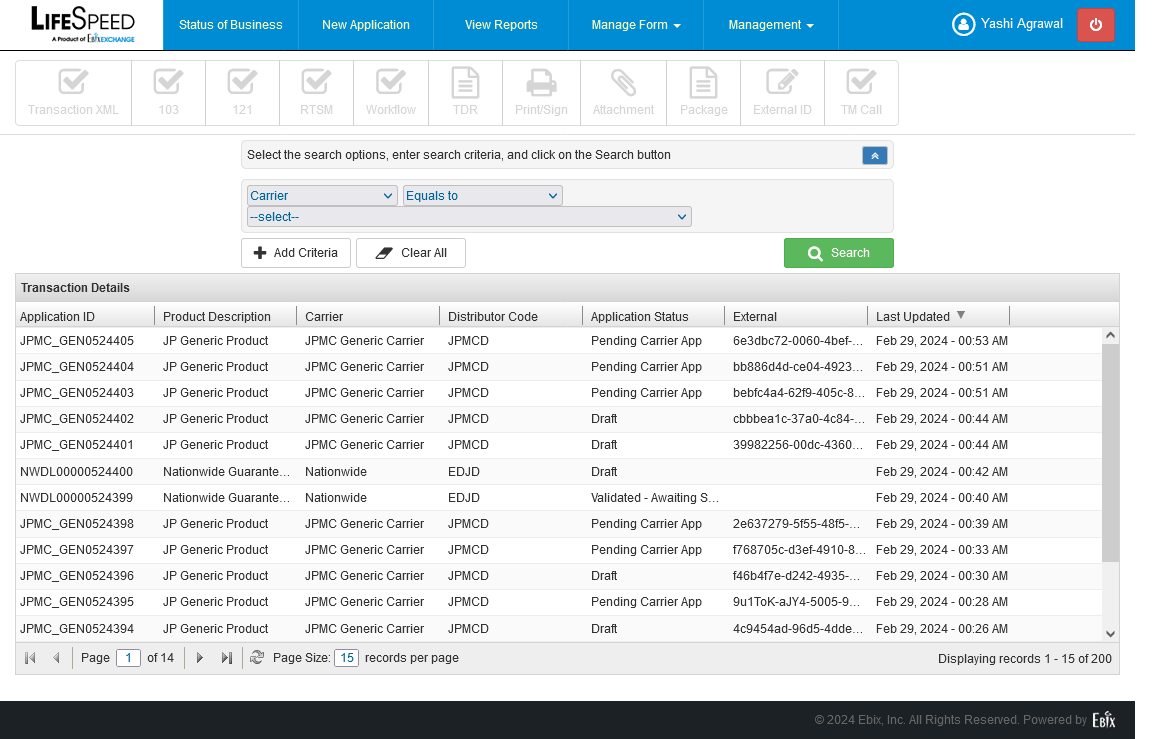 LIFESPEED
A Product of Ebix EXCHANGE
Status of Business New Application View Reports Manage Form Management Yashi Agrawal
Transaction XML 103 121 RTSM Workflow TDR Print/Sign Attachment Package External ID TM Call
Select the search options, enter search criteria, and click on the Search button
Carrier Equals to
--select--
Add Criteria Clear All Search
Transaction Details
Application ID Product Description Carrier Distributor Code Application Status External Last Updated
JPMC_GEN0524405 JP Generic Product JPMC Generic Carrier JPMCD Pending Carrier App 6e3dbc72-0060-4bef-... Feb 29, 2024 - 00:53 AM
JPMC_GEN0524404 JP Generic Product JPMC Generic Carrier JPMCD Pending Carrier App bb886d4d-ce04-4923... Feb 29, 2024 - 00:51 AM
JPMC_GEN0524403 JP Generic Product JPMC Generic Carrier JPMCD Pending Carrier App bebfc4a4-62f9-405c-8... Feb 29, 2024 - 00:51 AM
JPMC_GEN0524402 JP Generic Product JPMC Generic Carrier JPMCD Draft cbbbea1c-37a0-4c84-... Feb 29, 2024 - 00:44 AM
JPMC_GEN0524401 JP Generic Product JPMC Generic Carrier JPMCD Draft 39982256-00dc-4360... Feb 29, 2024 - 00:44 AM
NWDL00000524400 Nationwide Guarante... Nationwide EDJD Draft Feb 29, 2024 - 00:42 AM
NWDL00000524399 Nationwide Guarante... Nationwide EDJD Validated - Awaiting S... Feb 29, 2024 - 00:40 AM
JPMC_GEN0524398 JP Generic Product JPMC Generic Carrier JPMCD Pending Carrier App 2e637279-5f55-48f5-... Feb 29, 2024 - 00:39 AM
JPMC_GEN0524397 JP Generic Product JPMC Generic Carrier JPMCD Pending Carrier App f768705c-d3ef-4910-8... Feb 29, 2024 - 00:33 AM
JPMC_GEN0524396 JP Generic Product JPMC Generic Carrier JPMCD Draft f46b4f7e-d242-4935-... Feb 29, 2024 - 00:30 AM
JPMC_GEN0524395 JP Generic Product JPMC Generic Carrier JPMCD Pending Carrier App 9u1ToK-aJY4-5005-9... Feb 29, 2024 - 00:28 AM
JPMC_GEN0524394 JP Generic Product JPMC Generic Carrier JPMCD Draft 4c9454ad-96d5-4dde... Feb 29, 2024 - 00:26 AM
Page 1 of 14 Page Size: 15 records per page Displaying records 1 - 15 of 200
© 2024 Ebix, Inc. All Rights Reserved. Powered by Ebix